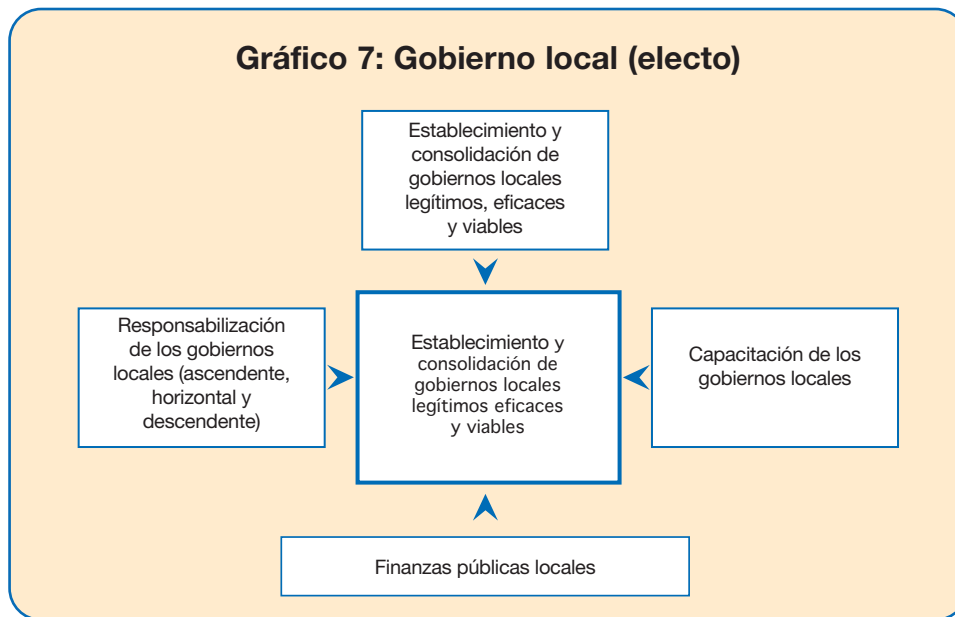 Gráfico 7: Gobierno local (electo)
Establecimiento y
consolidación de
gobiernos locales
legítimos, eficaces
y viables
Responsabilización
de los gobiernos
locales (ascendente,
horizontal y
descendente)
Establecimiento y
consolidación de
gobiernos locales
legítimos eficaces
y viables
Capacitación de los
gobiernos locales
Finanzas públicas locales